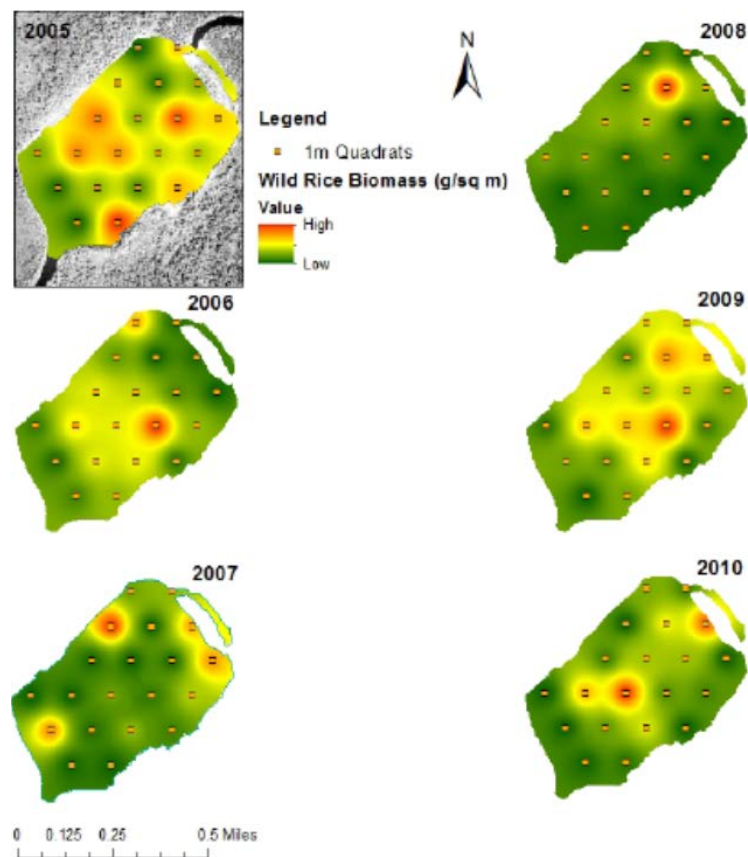 2005
N
2008
Legend
1m Quadrats
Wild Rice Biomass (g/sq m)
Value
High
Low
2006
2009
2007
2010
0 0.125 0.25 0.5 Miles